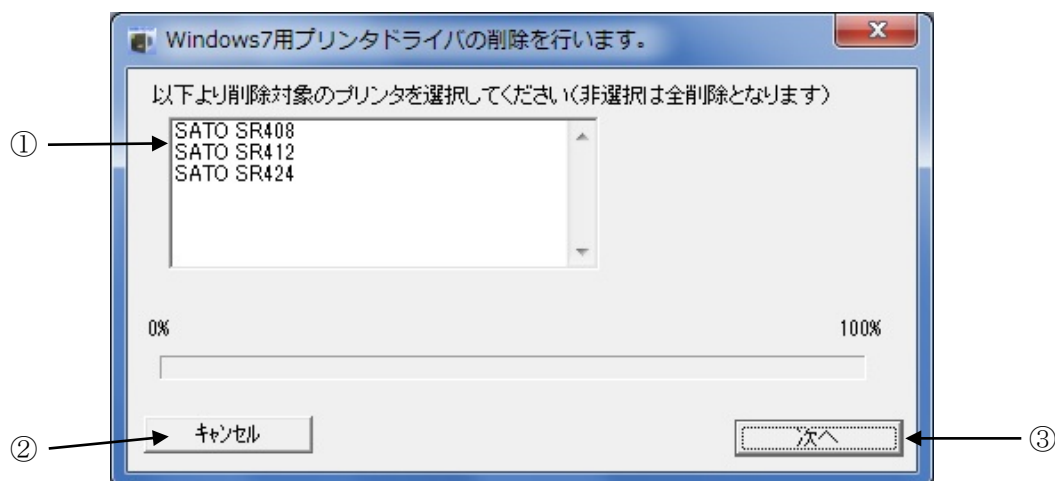 Windows7用プリンタドライバの削除を行います。
以下より削除対象のプリンタを選択してください(非選択は全削除となります)
①
SATO SR408
SATO SR412
SATO SR424
0%
100%
②
キャンセル
次へ
③